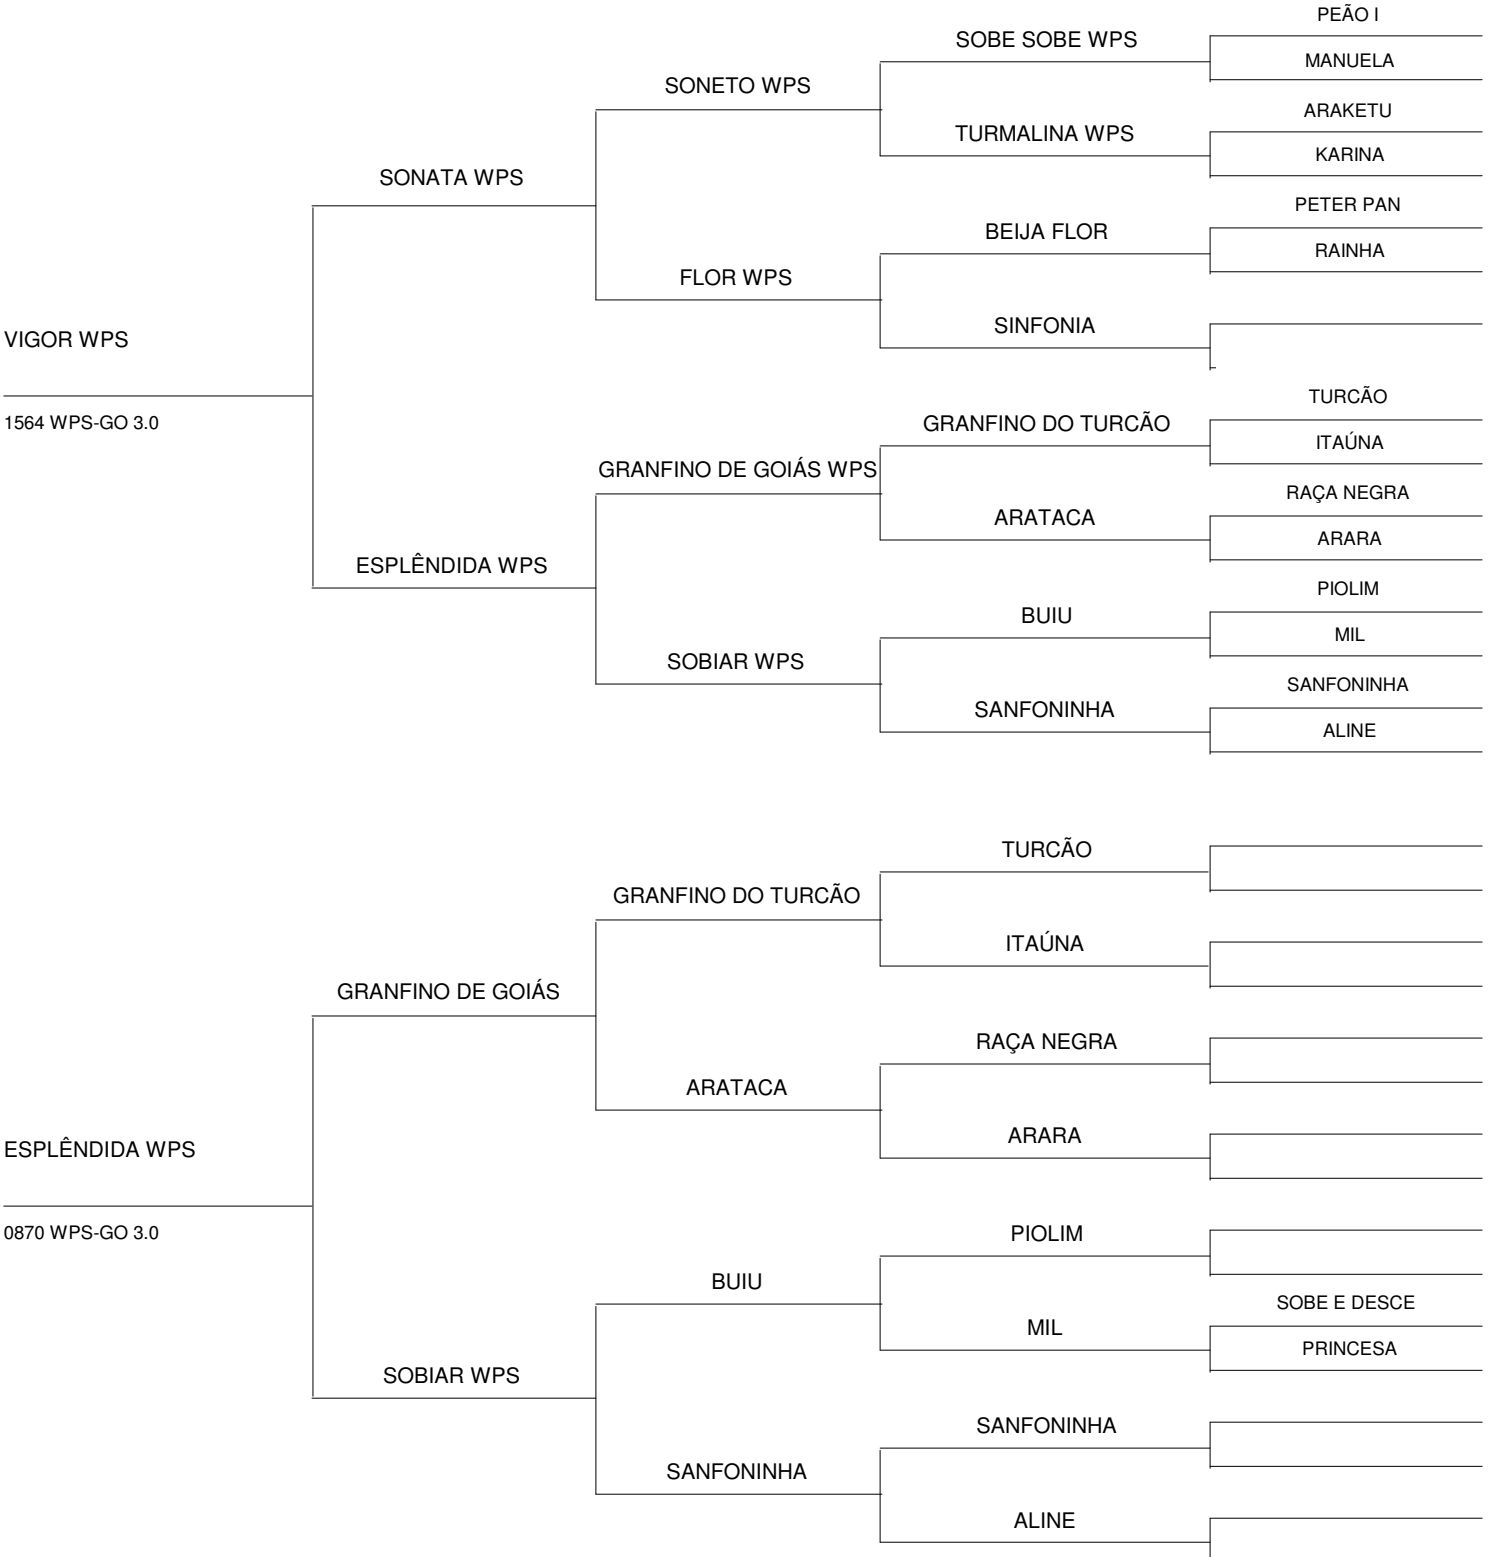 PEÃO I
SOBE SOBE WPS
MANUELA
SONETO WPS
ARAKETU
TURMALINA WPS
KARINA
SONATA WPS
PETER PAN
BEIJA FLOR
RAINHA
FLOR WPS
SINFONIA
VIGOR WPS
TURCÃO
1564 WPS-GO 3.0
GRANFINO DO TURCÃO
ITAÚNA
GRANFINO DE GOIÁS WPS
RAÇA NEGRA
ARATACA
ARARA
ESPLÊNDIDA WPS
PIOLIM
BUIU
MIL
SOBIAR WPS
SANFONINHA
SANFONINHA
ALINE
TURCÃO
GRANFINO DO TURCÃO
ITAÚNA
GRANFINO DE GOIÁS
RAÇA NEGRA
ARATACA
ARARA
ESPLÊNDIDA WPS
0870 WPS-GO 3.0
PIOLIM
BUIU
SOBE E DESCE
MIL
PRINCESA
SOBIAR WPS
SANFONINHA
SANFONINHA
ALINE